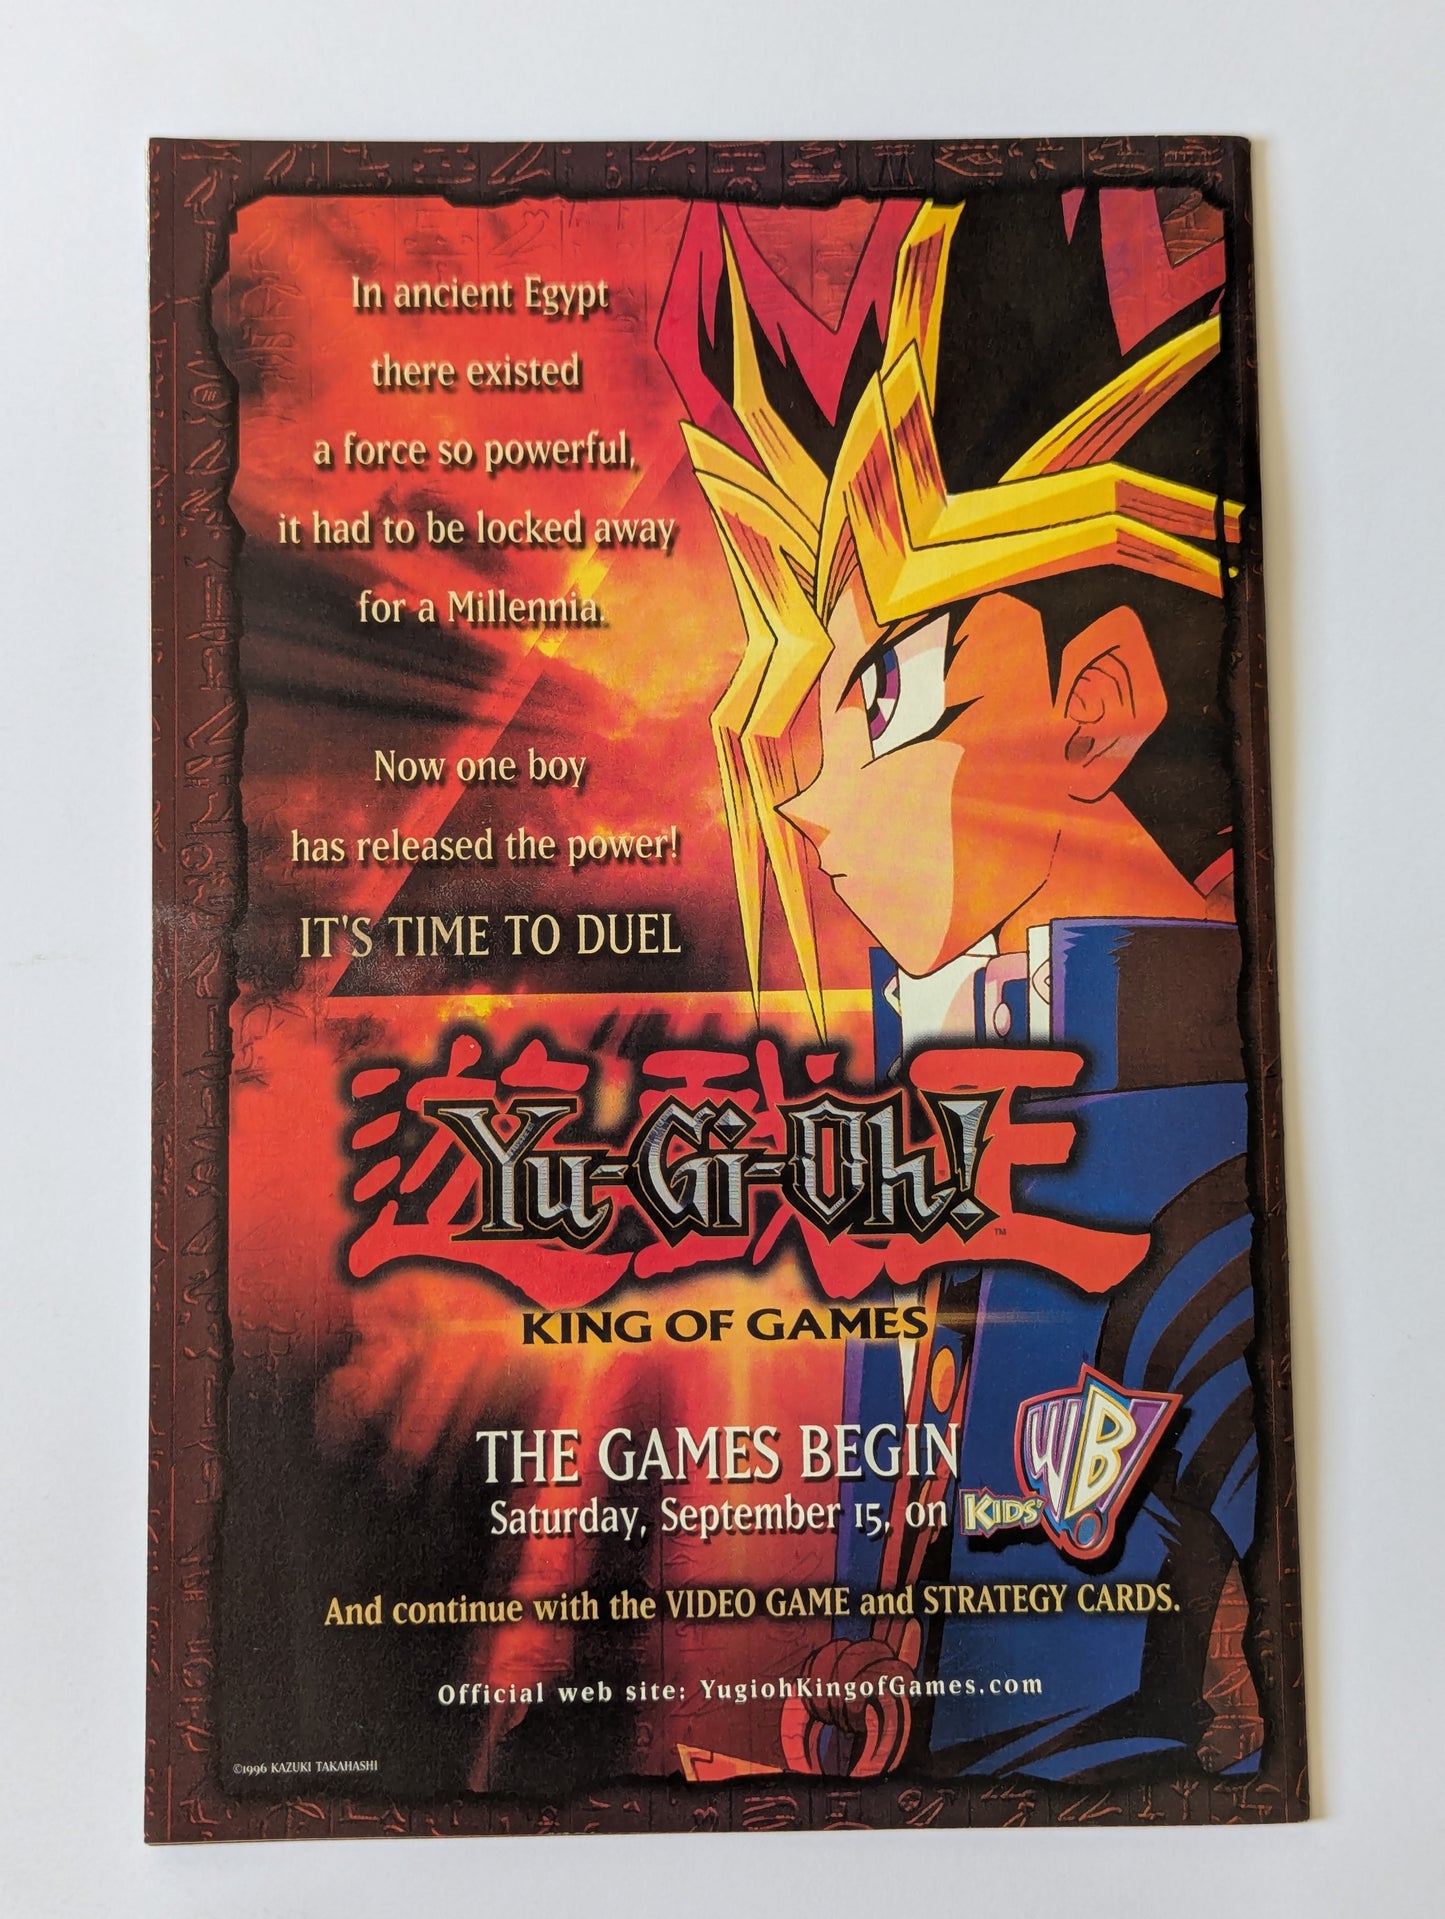 In ancient Egypt
there existed
a force so powerful,
it had to be locked away
for a Millennia.
Now one boy
has released the power!
IT'S TIME TO DUEL
遊戯王
Yu-Gi-Oh!
™
KING OF GAMES
THE GAMES BEGIN
Saturday, September 15, on KIDS' WB!
And continue with the VIDEO GAME and STRATEGY CARDS.
Official web site: YugiohKingofGames.com
©1996 KAZUKI TAKAHASHI